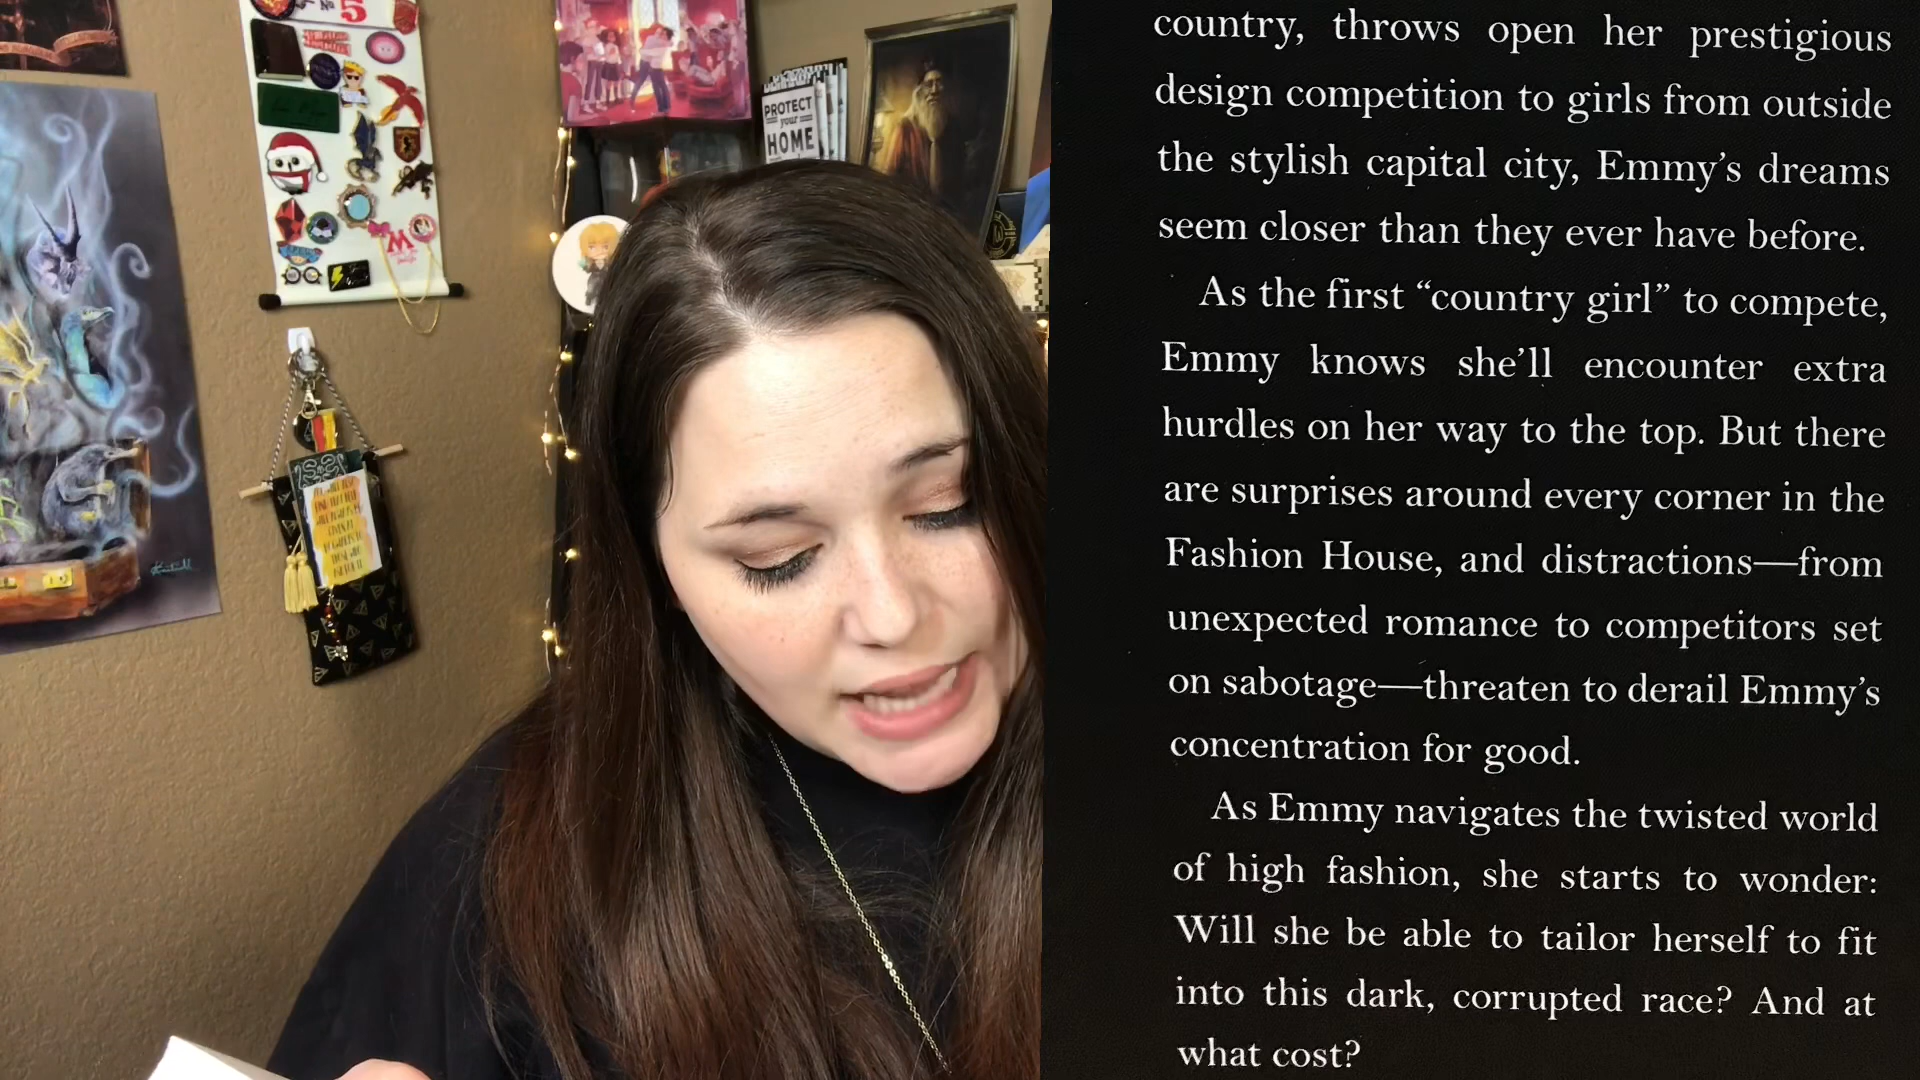 № 5
PROTECT
your
HOME
country, throws open her prestigious
design competition to girls from outside
the stylish capital city, Emmy’s dreams
seem closer than they ever have before.
As the first “country girl” to compete,
Emmy knows she’ll encounter extra
hurdles on her way to the top. But there
are surprises around every corner in the
Fashion House, and distractions—from
unexpected romance to competitors set
on sabotage—threaten to derail Emmy’s
concentration for good.
As Emmy navigates the twisted world
of high fashion, she starts to wonder:
Will she be able to tailor herself to fit
into this dark, corrupted race? And at
what cost?